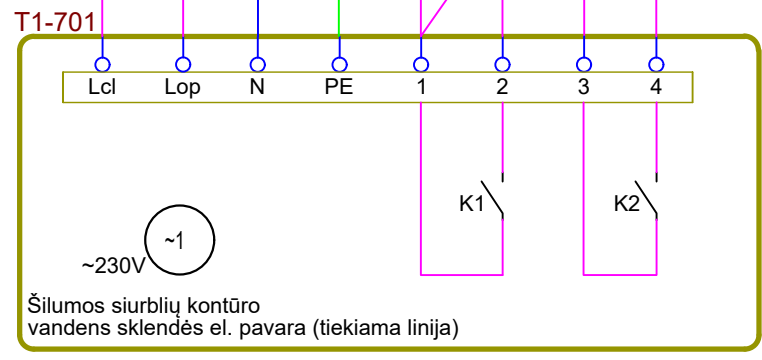 T1-701
Lcl Lop N PE 1 2 3 4
K1 K2
~1
~230V
Šilumos siurblių kontūro
vandens sklendės el. pavara (tiekiama linija)